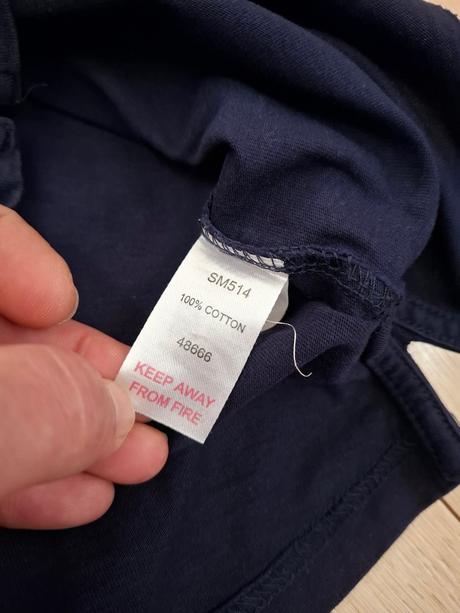 SM514
100% COTTON
48666
KEEP AWAY
FROM FIRE